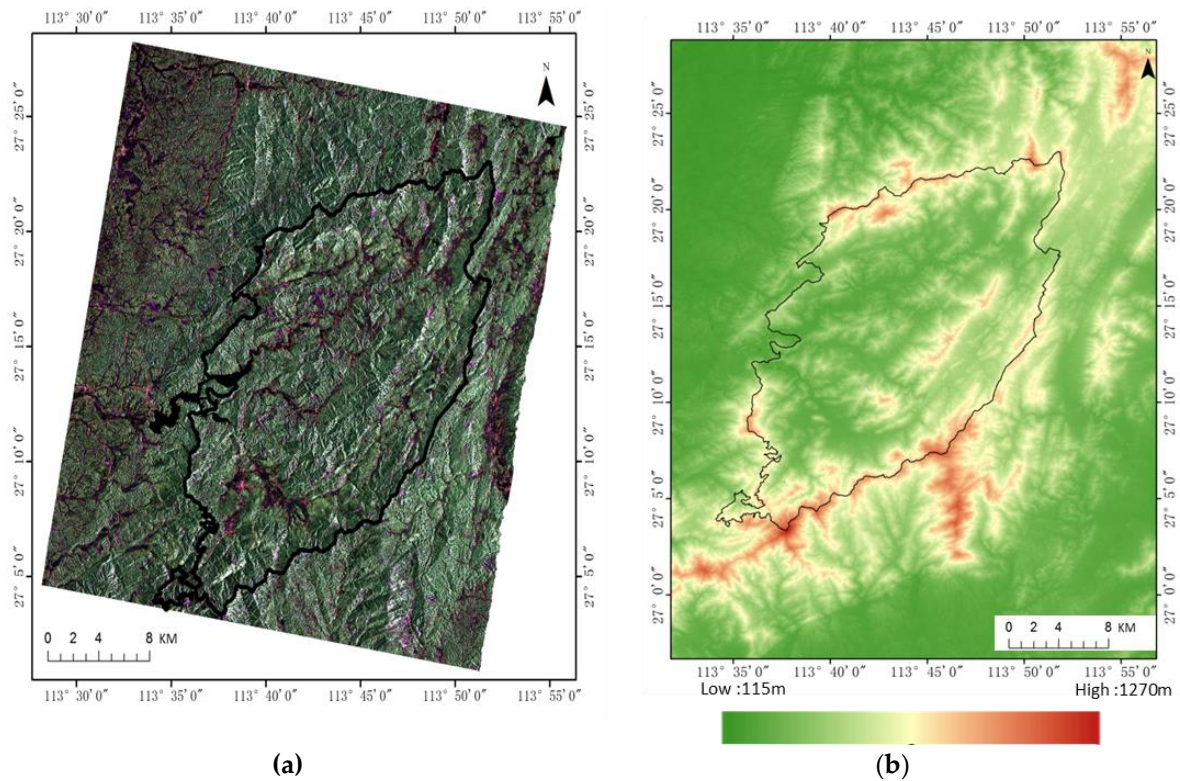 113° 30′ 0″ 113° 35′ 0″ 113° 40′ 0″ 113° 45′ 0″ 113° 50′ 0″ 113° 55′ 0″
N
27° 25′ 0″ 27° 25′ 0″
27° 20′ 0″ 27° 20′ 0″
27° 15′ 0″ 27° 15′ 0″
27° 10′ 0″ 27° 10′ 0″
27° 5′ 0″ 27° 5′ 0″
0 2 4 8 KM
113° 30′ 0″ 113° 35′ 0″ 113° 40′ 0″ 113° 45′ 0″ 113° 50′ 0″ 113° 55′ 0″
(a)
113° 35′ 0″ 113° 40′ 0″ 113° 45′ 0″ 113° 50′ 0″ 113° 55′ 0″
N
27° 25′ 0″ 27° 25′ 0″
27° 20′ 0″ 27° 20′ 0″
27° 15′ 0″ 27° 15′ 0″
27° 10′ 0″ 27° 10′ 0″
27° 5′ 0″ 27° 5′ 0″
27° 0′ 0″ 27° 0′ 0″
0 2 4 8 KM
113° 35′ 0″ 113° 40′ 0″ 113° 45′ 0″ 113° 50′ 0″ 113° 55′ 0″
Low :115m High :1270m
(b)